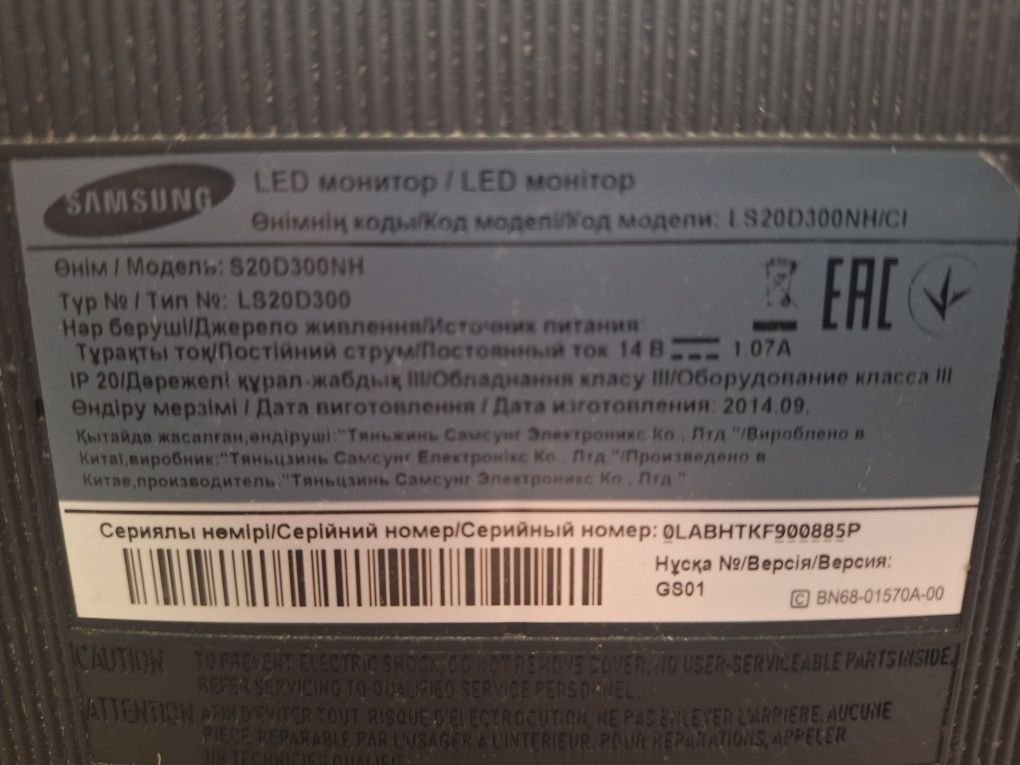 SAMSUNG
LED монитор / LED монітор
Өнімнің коды/Код моделі/Код модели: LS20D300NH/CI
Өнім / Модель: S20D300NH
Түр № / Тип №: LS20D300
Нәр беруші/Джерело живлення/Источник питания:
Тұрақты ток/Постійний струм/Постоянный ток 14 В 1.07А
EAC
IP 20/Дәрежелі құрал-жабдық III/Обладнання класу III/Оборудование класса III
Өндіру мерзімі / Дата виготовлення / Дата изготовления: 2014.09.
Қытайда жасалған,өндіруші:"Тяньжинь Самсунг Электроникс Ко., Лтд."/Вироблено в
Китаї,виробник:"Тяньцзинь Самсунг Електронікс Ко., Лтд."/Произведено в
Китае,производитель:"Тяньцзинь Самсунг Электроникс Ко., Лтд."
Сериялы нөмірі/Серійний номер/Серийный номер: 0LABHTKF900885P
Нұсқа №/Версія/Версия:
GS01
C BN68-01570A-00
CAUTION TO PREVENT ELECTRIC SHOCK, DO NOT REMOVE COVER. NO USER-SERVICEABLE PARTS INSIDE.
REFER SERVICING TO QUALIFIED SERVICE PERSONNEL.
ATTENTION AFIN D'EVITER TOUT RISQUE D'ELECTROCUTION, NE PAS ENLEVER L'ARRIERE. AUCUNE
PIECE REPARABLE PAR L'USAGER A L'INTERIEUR. POUR REPARATIONS, APPELER
UN TECHNICIEN QUALIFIE.